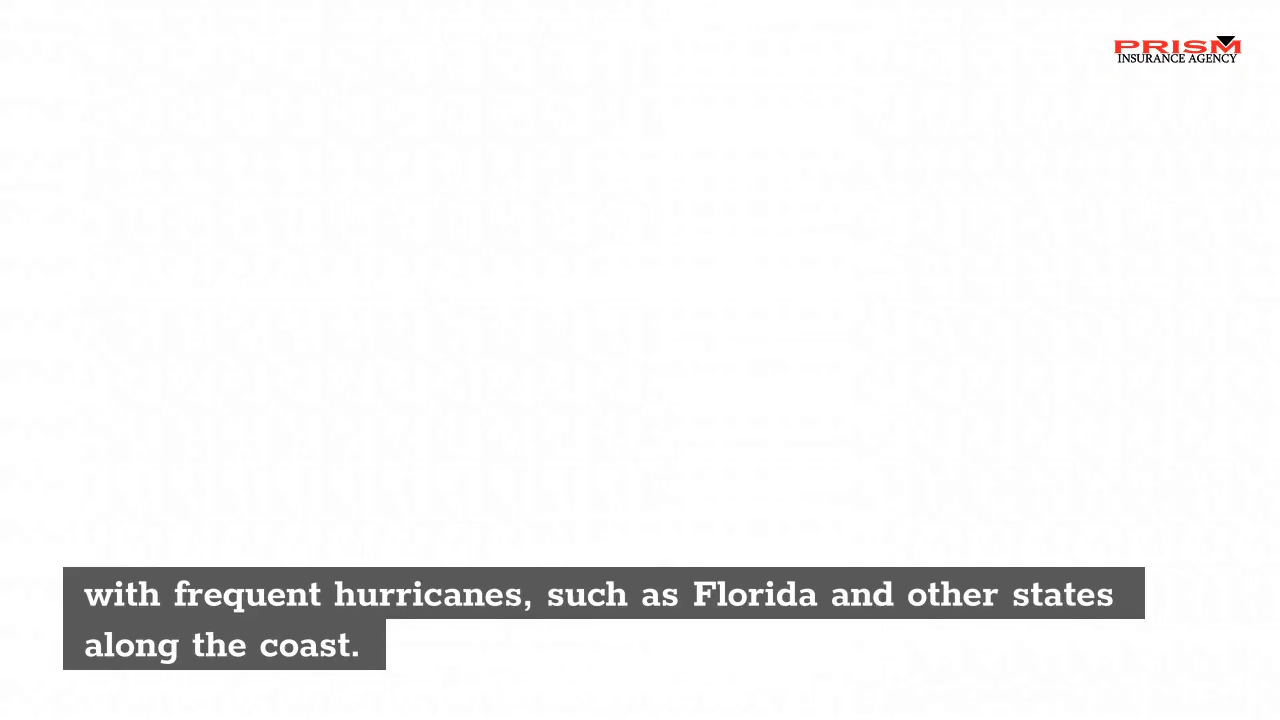 PRISM
INSURANCE AGENCY
with frequent hurricanes, such as Florida and other states
along the coast.